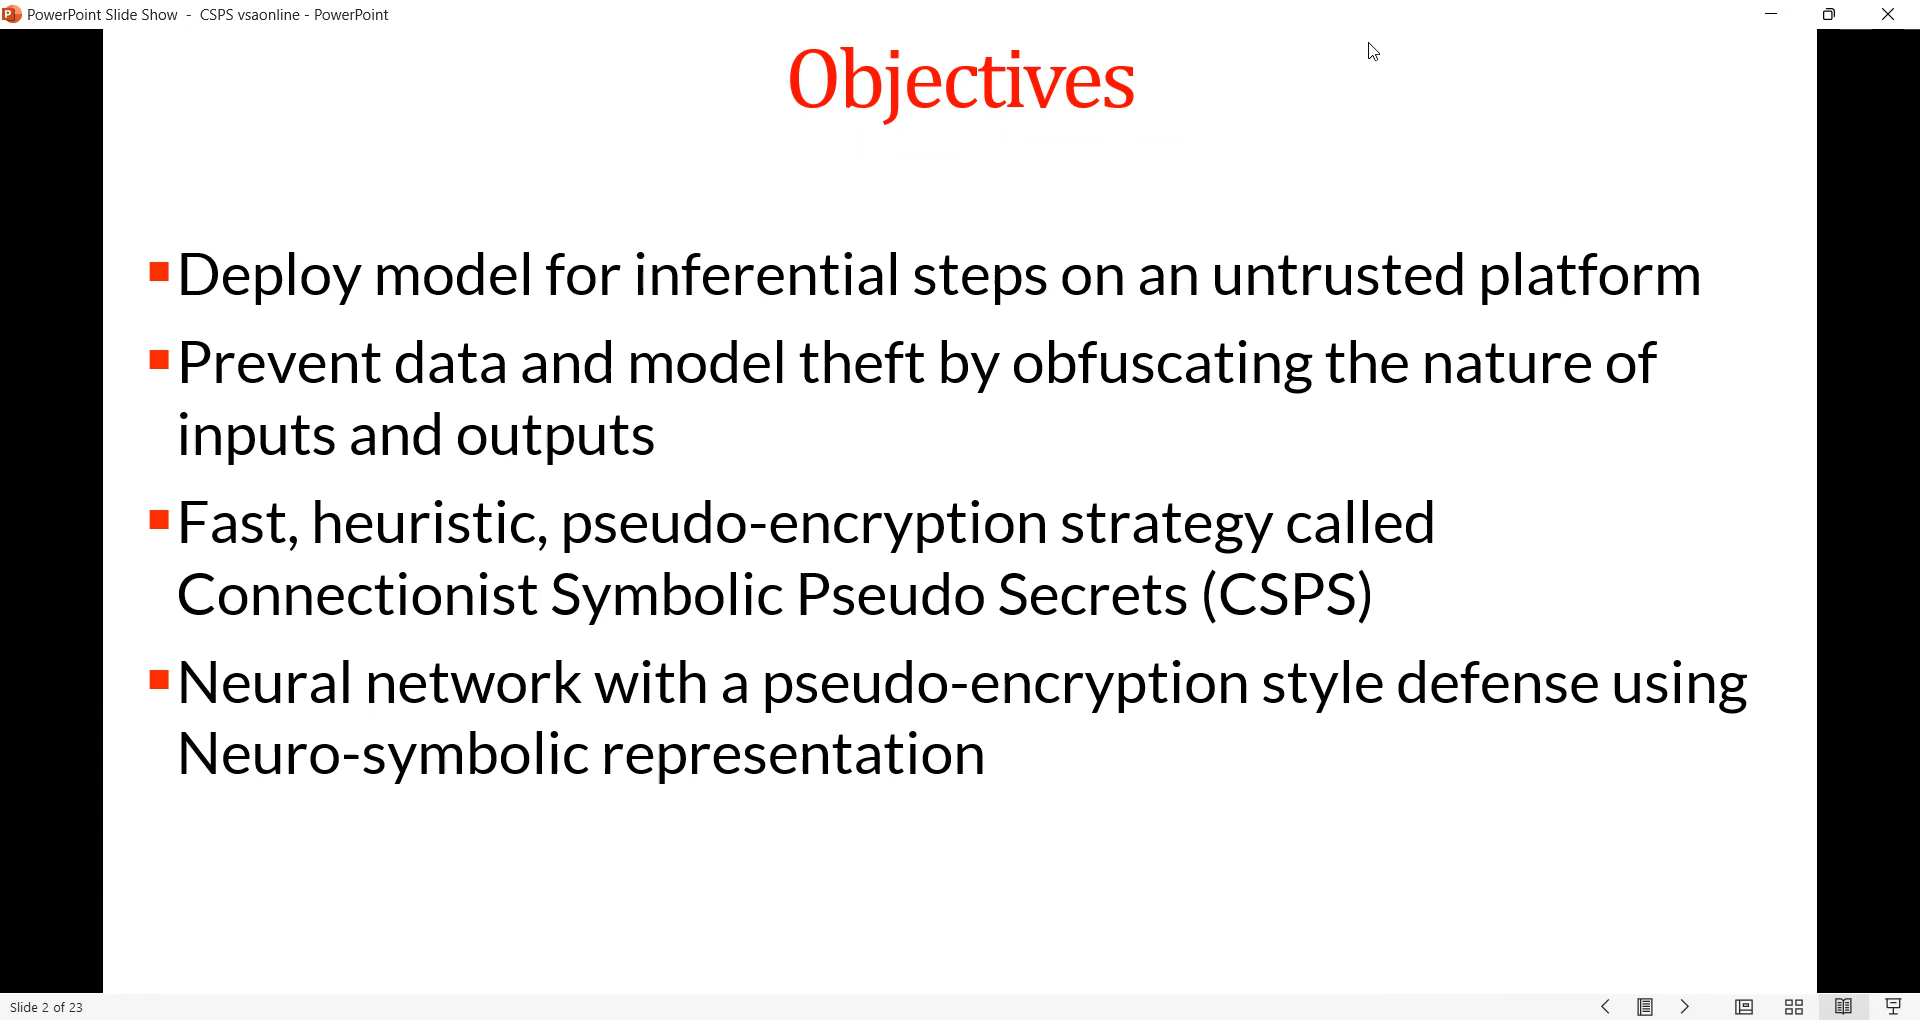 PowerPoint Slide Show - CSPS vsaonline - PowerPoint
Objectives
Deploy model for inferential steps on an untrusted platform
Prevent data and model theft by obfuscating the nature of
inputs and outputs
Fast, heuristic, pseudo-encryption strategy called
Connectionist Symbolic Pseudo Secrets (CSPS)
Neural network with a pseudo-encryption style defense using
Neuro-symbolic representation
Slide 2 of 23